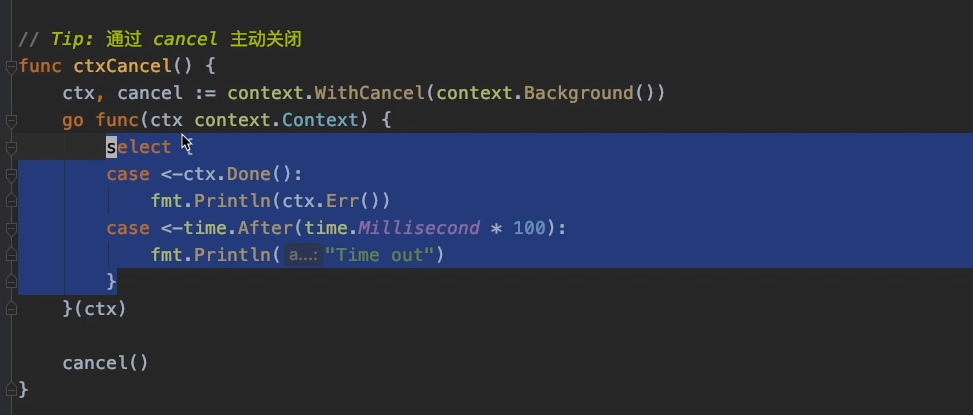 // Tip: 通过 cancel 主动关闭
func ctxCancel() {
    ctx, cancel := context.WithCancel(context.Background())
    go func(ctx context.Context) {
        select {
        case <-ctx.Done():
            fmt.Println(ctx.Err())
        case <-time.After(time.Millisecond * 100):
            fmt.Println( a...: "Time out")
        }
    }(ctx)
    cancel()
}